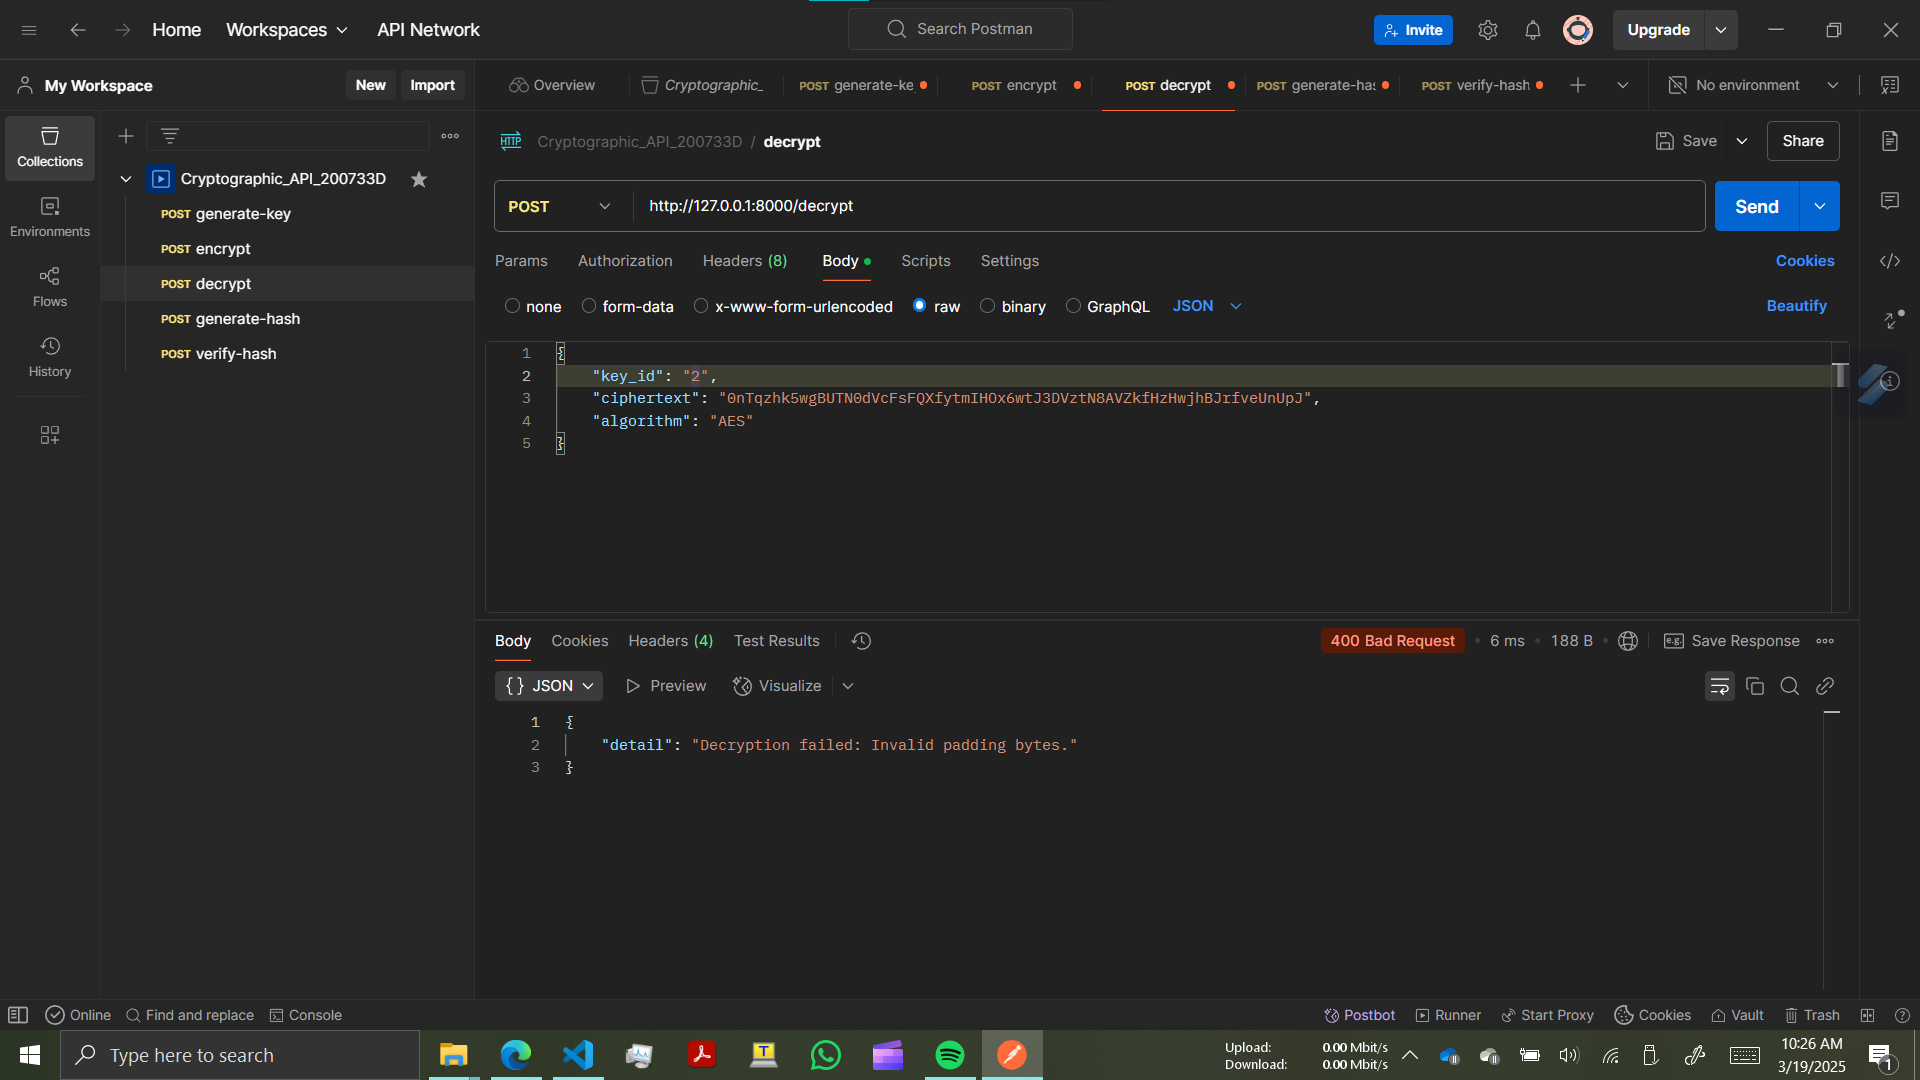 Home Workspaces API Network Search Postman Invite Upgrade
My Workspace New Import Overview Cryptographic_ POST generate-ke POST encrypt POST decrypt POST generate-has POST verify-hash No environment
Collections
Environments
Flows
History
Cryptographic_API_200733D
POST generate-key
POST encrypt
POST decrypt
POST generate-hash
POST verify-hash
HTTP Cryptographic_API_200733D / decrypt Save Share
POST http://127.0.0.1:8000/decrypt Send
Params Authorization Headers (8) Body Scripts Settings Cookies
none form-data x-www-form-urlencoded raw binary GraphQL JSON Beautify
1 {
2 "key_id": "2",
3 "ciphertext": "0nTqzhk5wgBUTN0dVcFsFQXfytmIHOx6wtJ3DVztN8AVZkfHzHwjhBJrfveUnUpJ",
4 "algorithm": "AES"
5 }
Body Cookies Headers (4) Test Results 400 Bad Request • 6 ms • 188 B • e.g. Save Response
{} JSON Preview Visualize
1 {
2 "detail": "Decryption failed: Invalid padding bytes."
3 }
Online Find and replace Console Postbot Runner Start Proxy Cookies Vault Trash
Type here to search
Upload: 0.00 Mbit/s
Download: 0.00 Mbit/s
10:26 AM
3/19/2025
1